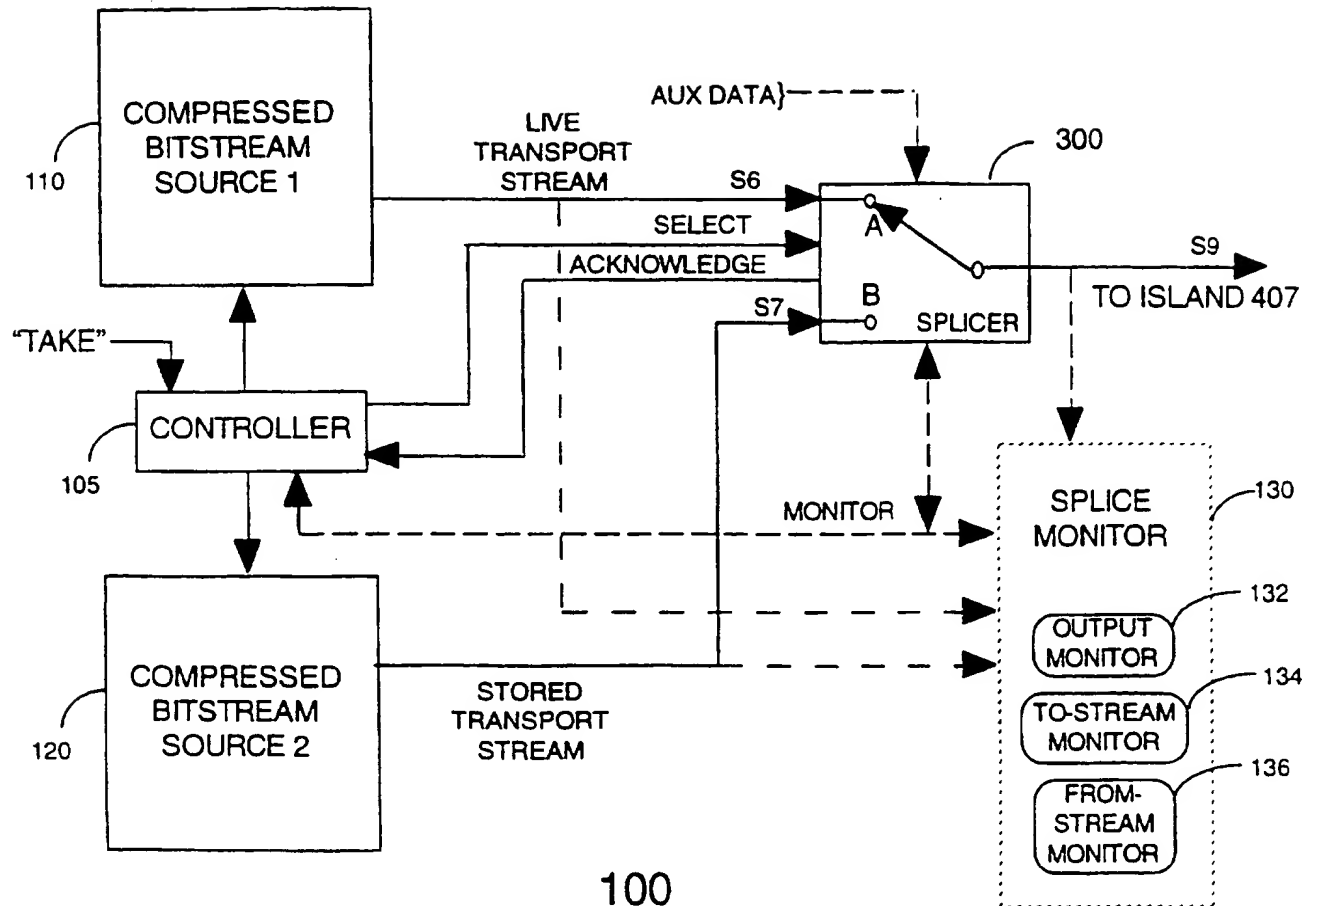 COMPRESSED
BITSTREAM
SOURCE 1
110
LIVE
TRANSPORT
STREAM
AUX DATA}
300
S6
SELECT
ACKNOWLEDGE
S7
A
B
SPLICER
S9
TO ISLAND 407
"TAKE"
CONTROLLER
105
MONITOR
SPLICE
MONITOR
130
OUTPUT
MONITOR
132
TO-STREAM
MONITOR
134
FROM-
STREAM
MONITOR
136
COMPRESSED
BITSTREAM
SOURCE 2
120
STORED
TRANSPORT
STREAM
100